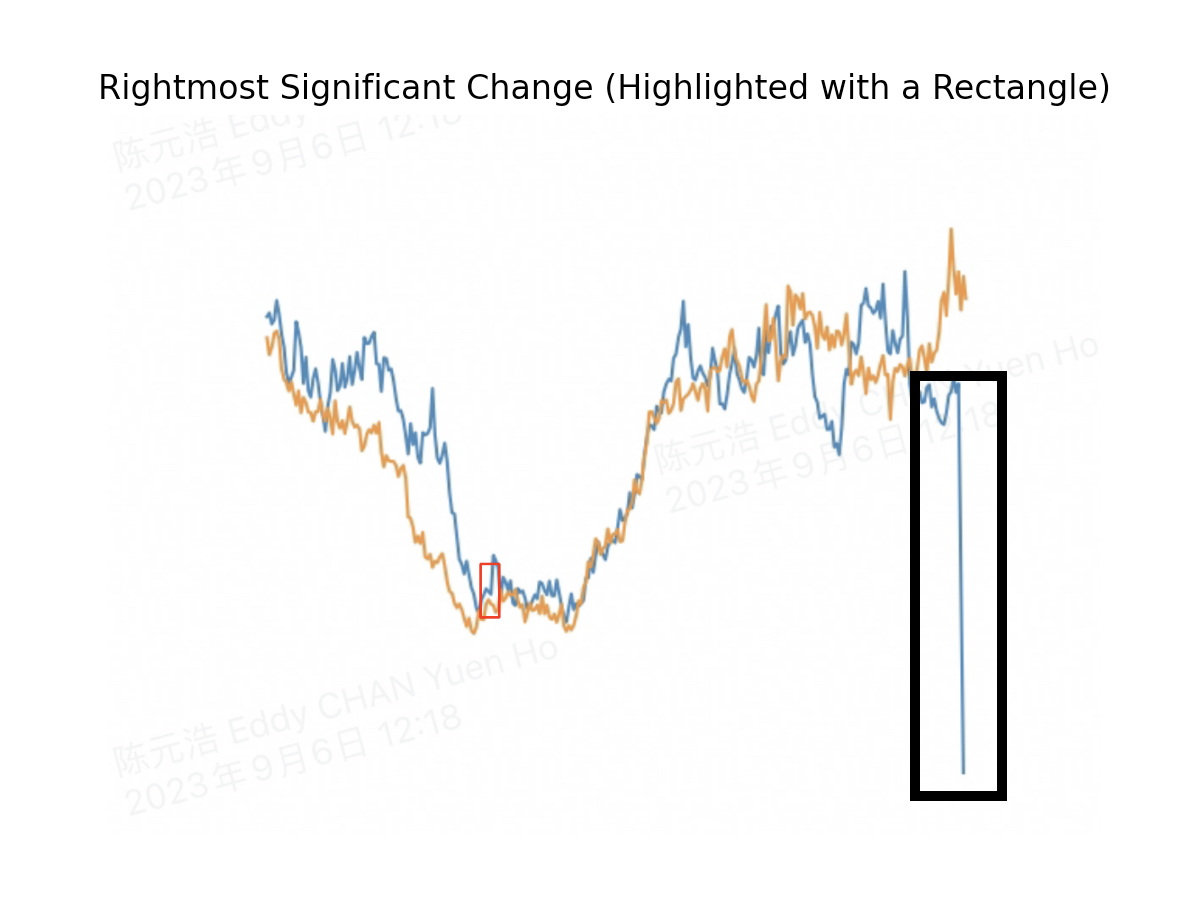 Rightmost Significant Change (Highlighted with a Rectangle)
陈元浩 Eddy
2023年9月6日 12:18
陈元浩 Eddy CHAN Yuen Ho
2023年9月6日 12:18
陈元浩 Eddy CHAN Yuen Ho
2023年9月6日 12:18